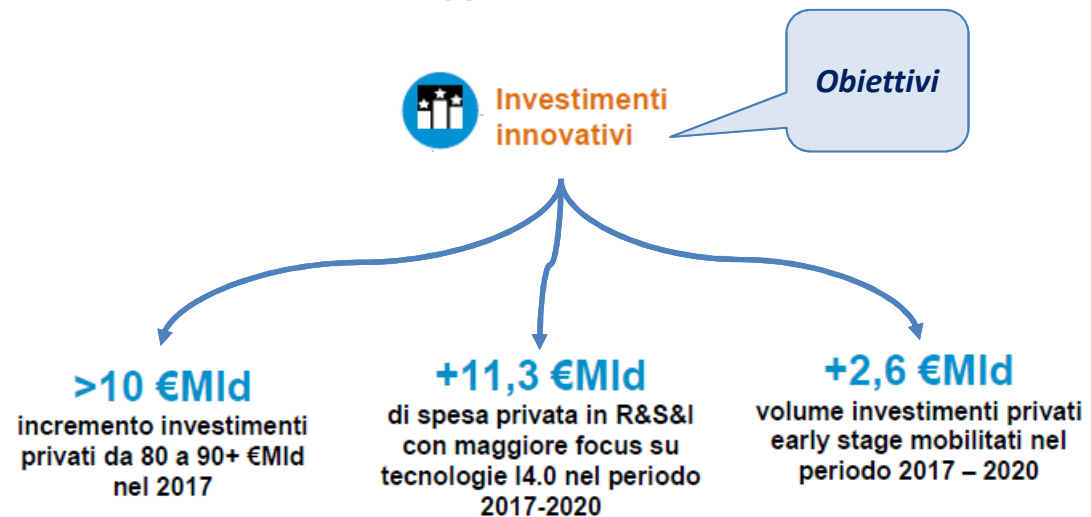 Obiettivi
Investimenti
innovativi
>10 €Mld
incremento investimenti
privati da 80 a 90+ €Mld
nel 2017
+11,3 €Mld
di spesa privata in R&S&I
con maggiore focus su
tecnologie I4.0 nel periodo
2017-2020
+2,6 €Mld
volume investimenti privati
early stage mobilitati nel
periodo 2017 – 2020